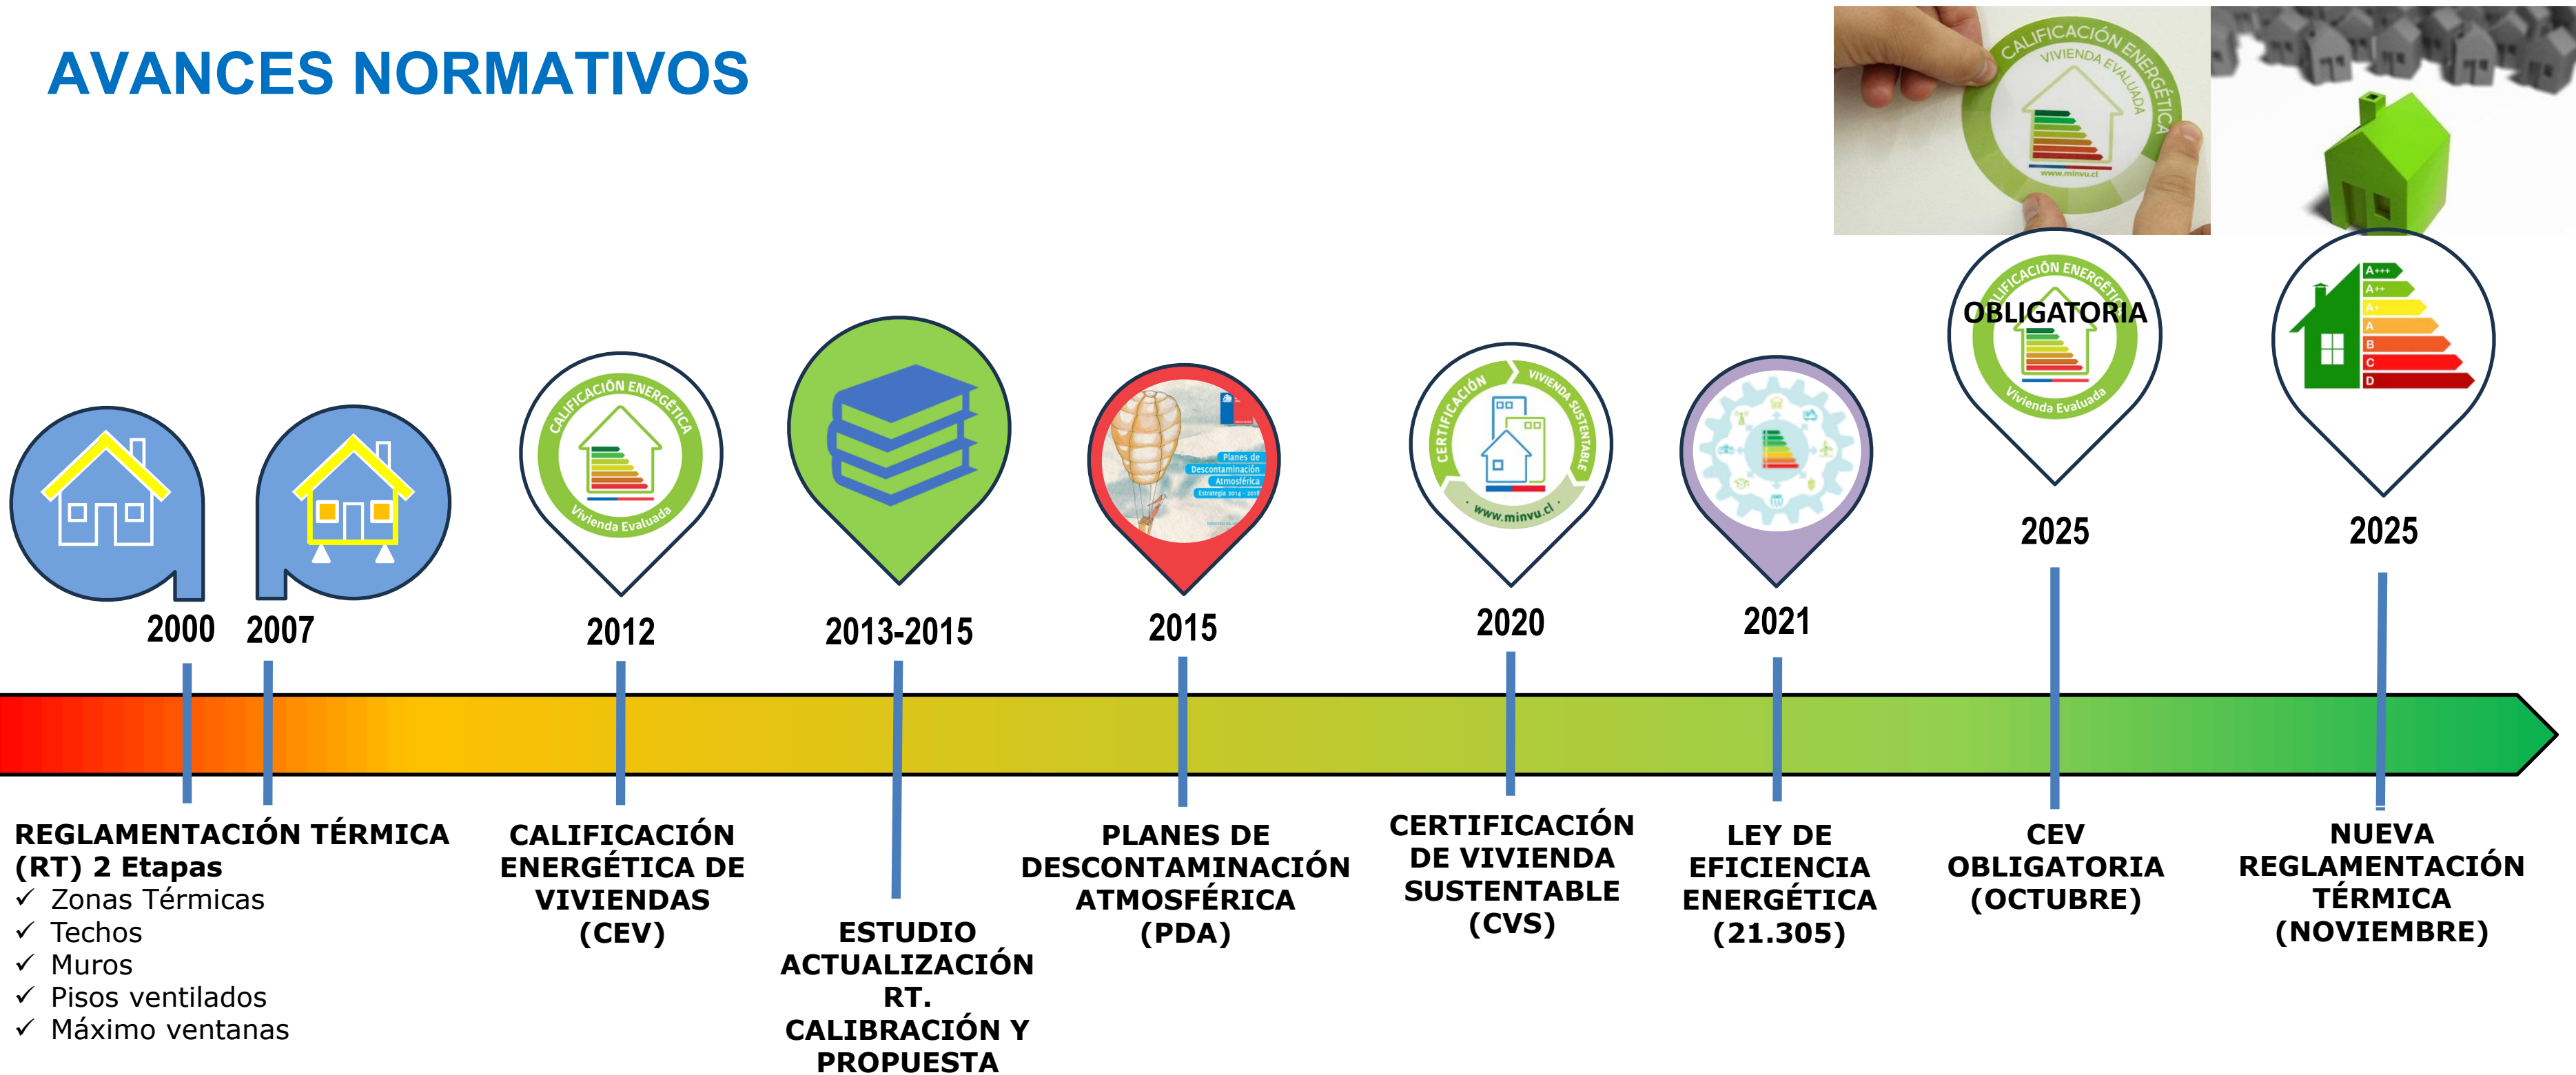 AVANCES NORMATIVOS
CALIFICACIÓN ENERGÉTICA
VIVIENDA EVALUADA
www.minvu.cl
CALIFICACIÓN ENERGÉTICA
Vivienda Evaluada
Planes de
Descontaminación
Atmosférica
Estrategia 2014 - 2018
CERTIFICACIÓN
VIVIENDA SUSTENTABLE
· www.minvu.cl ·
OBLIGATORIA
Vivienda Evaluada
A+++
A++
A+
A
B
C
D
2000
2007
2012
2013-2015
2015
2020
2021
2025
2025
REGLAMENTACIÓN TÉRMICA
(RT) 2 Etapas
✓ Zonas Térmicas
✓ Techos
✓ Muros
✓ Pisos ventilados
✓ Máximo ventanas
CALIFICACIÓN
ENERGÉTICA DE
VIVIENDAS
(CEV)
ESTUDIO
ACTUALIZACIÓN
RT.
CALIBRACIÓN Y
PROPUESTA
PLANES DE
DESCONTAMINACIÓN
ATMOSFÉRICA
(PDA)
CERTIFICACIÓN
DE VIVIENDA
SUSTENTABLE
(CVS)
LEY DE
EFICIENCIA
ENERGÉTICA
(21.305)
CEV
OBLIGATORIA
(OCTUBRE)
NUEVA
REGLAMENTACIÓN
TÉRMICA
(NOVIEMBRE)